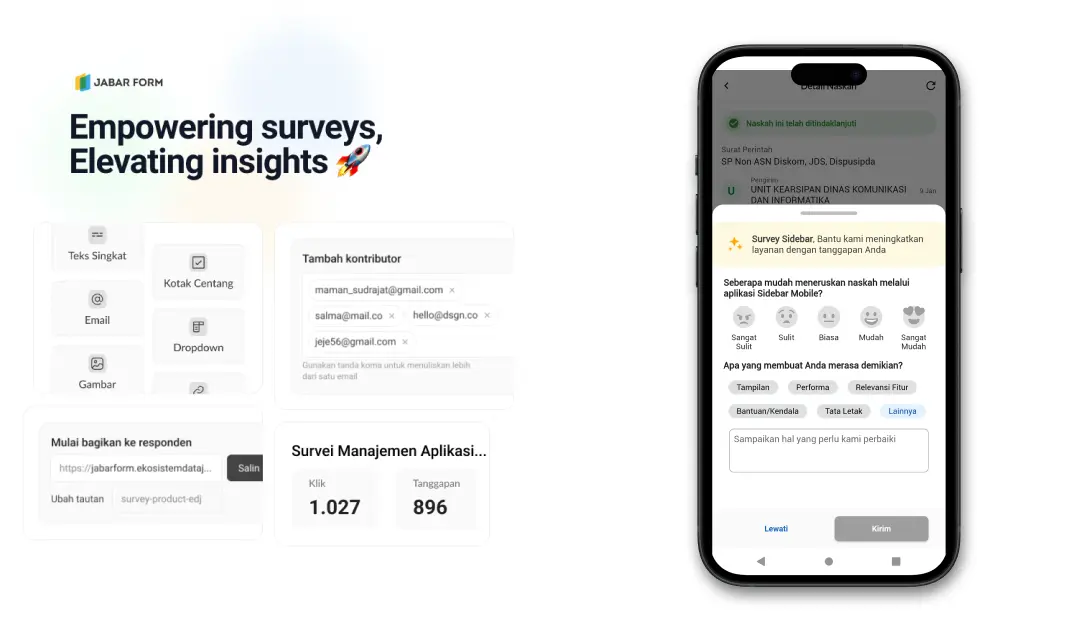 JABAR FORM
Empowering surveys,
Elevating insights 🚀
Teks Singkat
Kotak Centang
Email
Dropdown
Gambar
Tambah kontributor
maman_sudrajat@gmail.com ×
salma@mail.co × hello@dsgn.co ×
jeje56@gmail.com ×
Gunakan tanda koma untuk menuliskan lebih
dari satu email
Mulai bagikan ke responden
https://jabarform.ekosistemdataj... Salin
Ubah tautan survey-product-edj
Survei Manajemen Aplikasi...
Klik Tanggapan
1.027 896
Detail Naskah
Naskah ini telah ditindaklanjuti
Surat Perintah
SP Non ASN Diskom, JDS, Dispusipda
Pengirim
U UNIT KEARSIPAN DINAS KOMUNIKASI 9 Jan
DAN INFORMATIKA
Survey Sidebar, Bantu kami meningkatkan
layanan dengan tanggapan Anda
Seberapa mudah meneruskan naskah melalui
aplikasi Sidebar Mobile?
Sangat Sulit Biasa Mudah Sangat
Sulit Mudah
Apa yang membuat Anda merasa demikian?
Tampilan Performa Relevansi Fitur
Bantuan/Kendala Tata Letak Lainnya
Sampaikan hal yang perlu kami perbaiki
Lewati Kirim